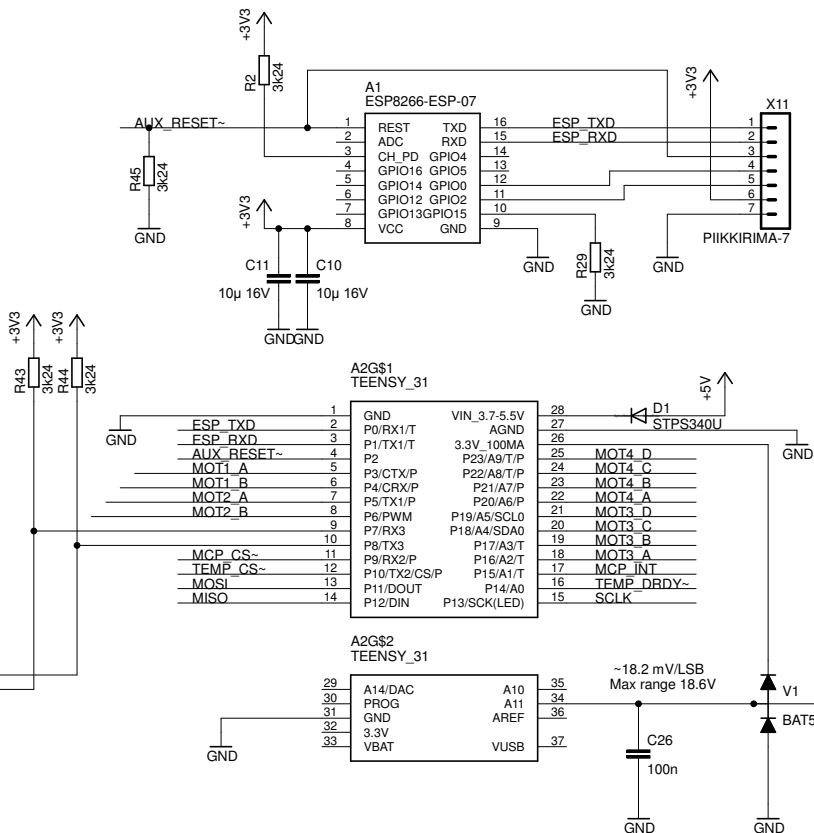 +3V3
R2
3k24
A1
ESP8266-ESP-07
+3V3
X11
AUX_RESET~
1 REST TXD 16 ESP_TXD 1
2 ADC RXD 15 ESP_RXD 2
3 CH_PD GPIO4 14 3
4 GPIO16 GPIO5 13 4
5 GPIO14 GPIO0 12 5
6 GPIO12 GPIO2 11 6
7 GPIO13 GPIO15 10 7
8 VCC GND 9
PIIKKIRIMA-7
R45
3k24
GND
+3V3
C11
10µ 16V
C10
10µ 16V
GND
GND
GND
R29
3k24
GND
GND
+3V3
+3V3
R43
3k24
R44
3k24
A2G$1
TEENSY_31
+5V
D1
STPS340U
GND
GND
1 GND VIN_3.7-5.5V 28
ESP_TXD 2 P0/RX1/T AGND 27
ESP_RXD 3 P1/TX1/T 3.3V_100MA 26
AUX_RESET~ 4 P2 P23/A9/T/P 25 MOT4_D
MOT1_A 5 P3/CTX/P P22/A8/T/P 24 MOT4_C
MOT1_B 6 P4/CRX/P P21/A7/P 23 MOT4_B
MOT2_A 7 P5/TX1/P P20/A6/P 22 MOT4_A
MOT2_B 8 P6/PWM P19/A5/SCL0 21 MOT3_D
9 P7/RX3 P18/A4/SDA0 20 MOT3_C
10 P8/TX3 P17/A3/T 19 MOT3_B
MCP_CS~ 11 P9/RX2/P P16/A2/T 18 MOT3_A
TEMP_CS~ 12 P10/TX2/CS/P P15/A1/T 17 MCP_INT
MOSI 13 P11/DOUT P14/A0 16 TEMP_DRDY~
MISO 14 P12/DIN P13/SCK(LED) 15 SCLK
A2G$2
TEENSY_31
29 A14/DAC A10 35
30 PROG A11 34
31 GND AREF 36
32 3.3V
33 VBAT VUSB 37
GND
~18.2 mV/LSB
Max range 18.6V
V1
BAT5
C26
100n
GND
GND